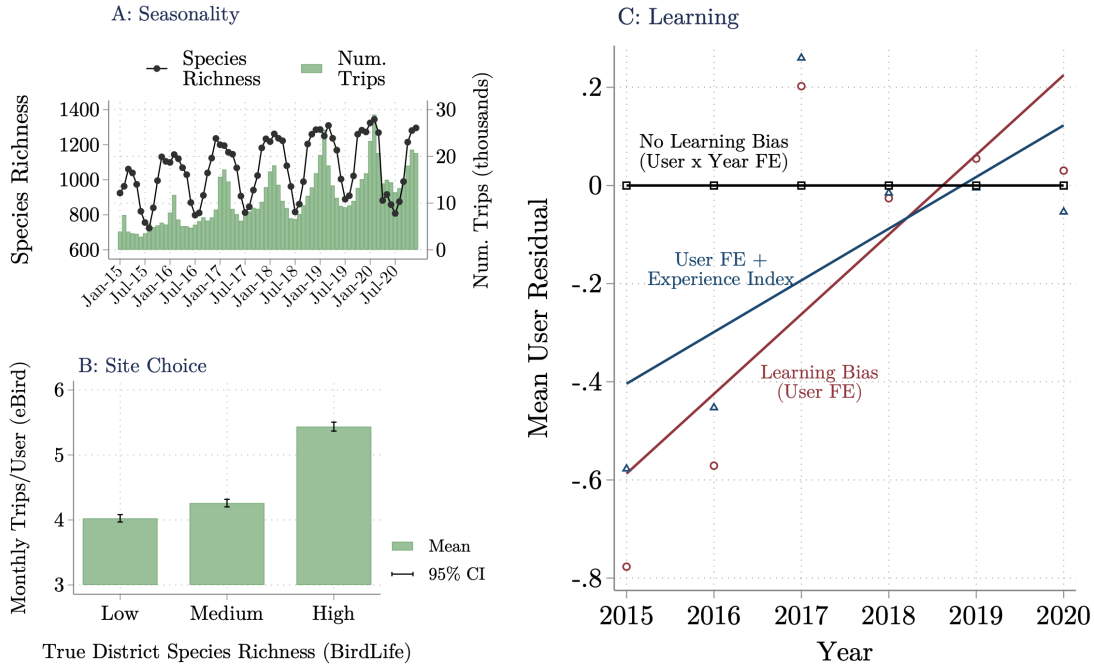 A: Seasonality
Species
Richness
Num.
Trips
Species Richness
1400
1200
1000
800
600
30
20
10
0
Num. Trips (thousands)
Jan-15
Jul-15
Jan-16
Jul-16
Jan-17
Jul-17
Jan-18
Jul-18
Jan-19
Jul-19
Jan-20
Jul-20
B: Site Choice
Monthly Trips/User (eBird)
6
5
4
3
Low
Medium
High
Mean
95% CI
True District Species Richness (BirdLife)
C: Learning
Mean User Residual
.2
0
-.2
-.4
-.6
-.8
No Learning Bias
(User x Year FE)
User FE +
Experience Index
Learning Bias
(User FE)
2015
2016
2017
2018
2019
2020
Year